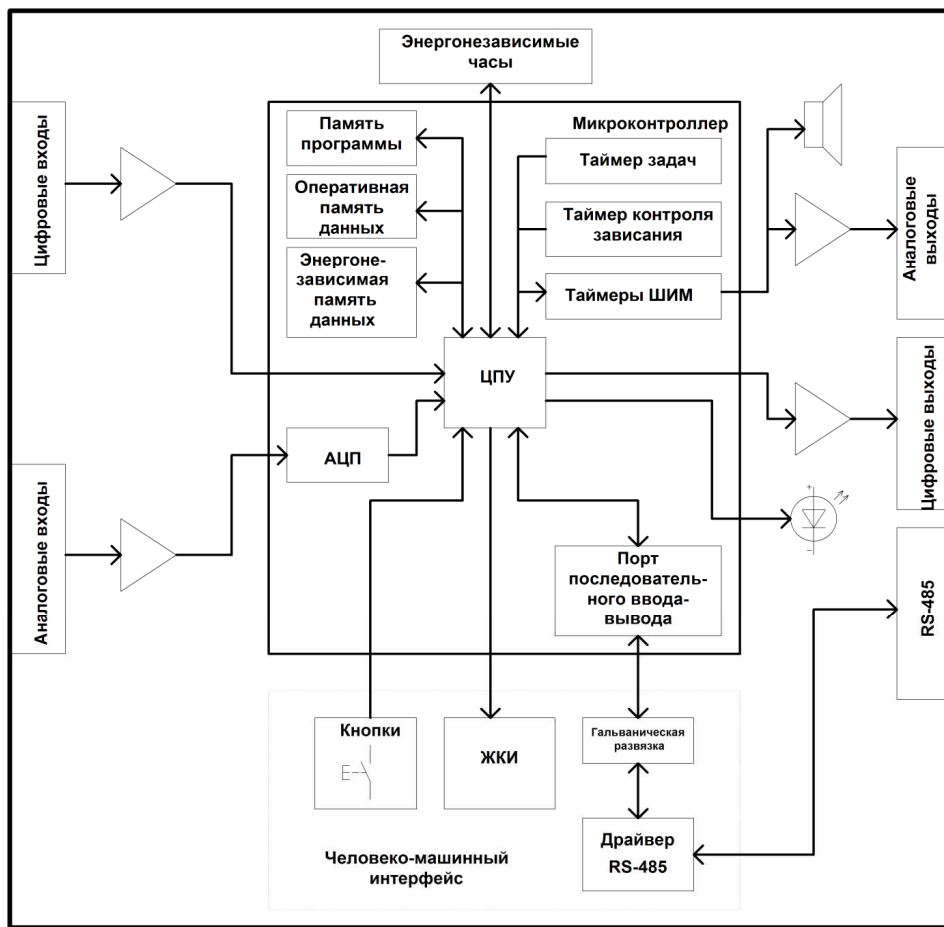 Энергонезависимые
часы
Микроконтроллер
Память
программы
Таймер задач
Оперативная
память
данных
Таймер контроля
зависания
Энергоне-
зависимая
память
данных
Таймеры ШИМ
Цифровые входы
Аналоговые
выходы
ЦПУ
АЦП
Цифровые выходы
Аналоговые входы
+
–
Порт
последователь-
ного ввода-
вывода
RS-485
Кнопки
ЖКИ
Гальваническая
развязка
Драйвер
RS-485
Человеко-машинный
интерфейс